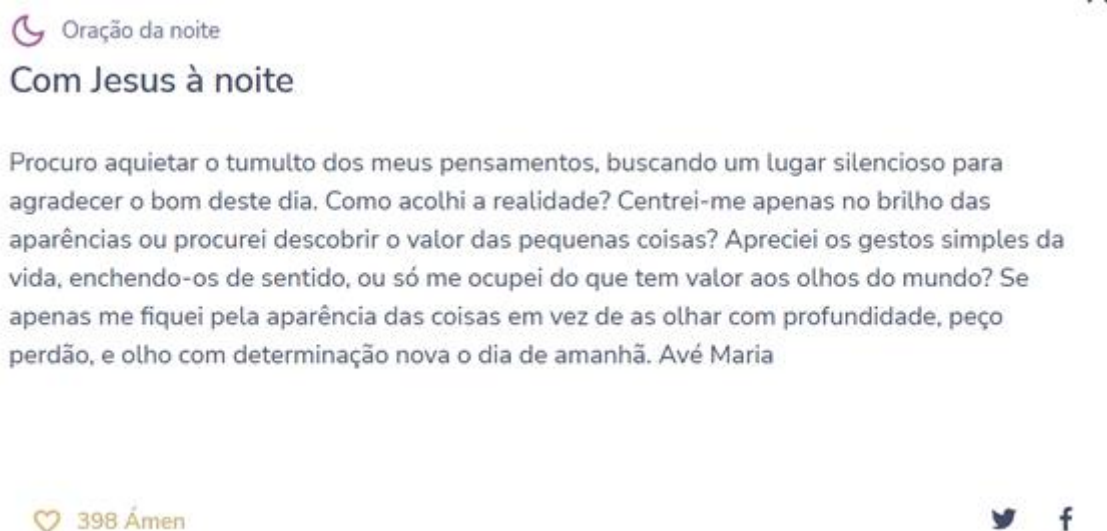 Oração da noite
Com Jesus à noite
Procuro aquietar o tumulto dos meus pensamentos, buscando um lugar silencioso para
agradecer o bom deste dia. Como acolhi a realidade? Centrei-me apenas no brilho das
aparências ou procurei descobrir o valor das pequenas coisas? Apreciei os gestos simples da
vida, enchendo-os de sentido, ou só me ocupei do que tem valor aos olhos do mundo? Se
apenas me fiquei pela aparência das coisas em vez de as olhar com profundidade, peço
perdão, e olho com determinação nova o dia de amanhã. Avé Maria
398 Ámen